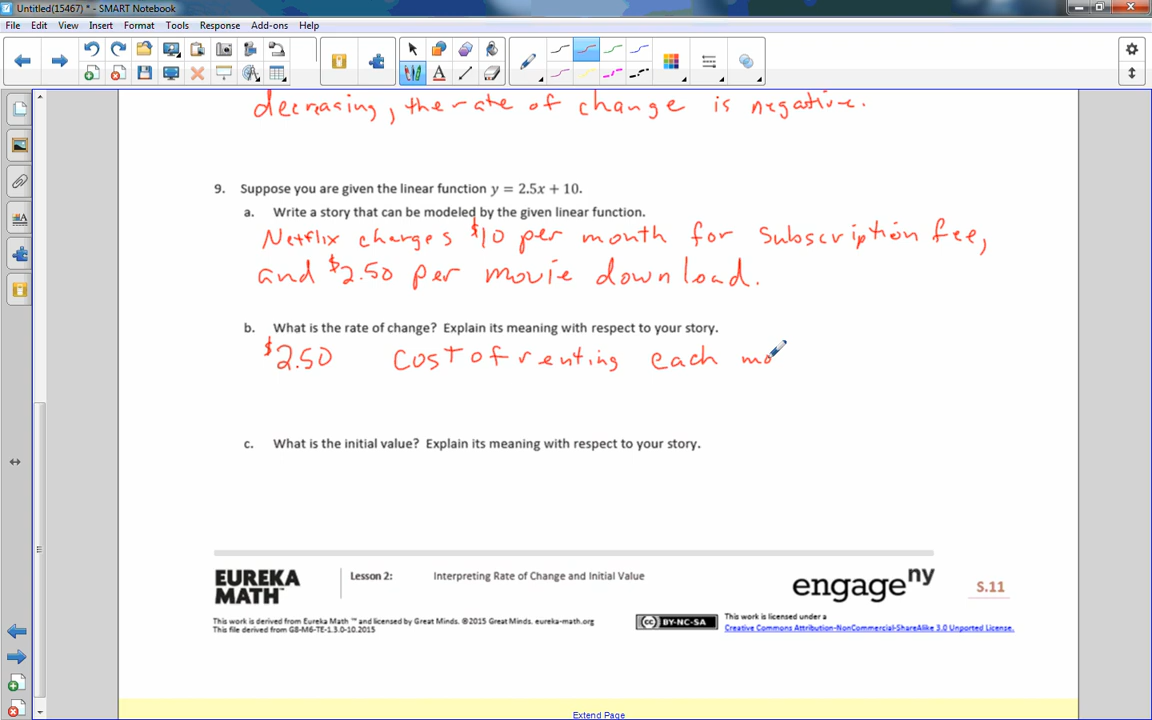 Untitled(15467) * - SMART Notebook
File Edit View Insert Format Tools Response Add-ons Help
decreasing, the rate of change is negative.
9. Suppose you are given the linear function y = 2.5x + 10.
a. Write a story that can be modeled by the given linear function.
Netflix charges $10 per month for subscription fee,
and $2.50 per movie download.
b. What is the rate of change? Explain its meaning with respect to your story.
$2.50 Cost of renting each mo
c. What is the initial value? Explain its meaning with respect to your story.
EUREKA MATH™ Lesson 2: Interpreting Rate of Change and Initial Value engageny S.11
This work is derived from Eureka Math ™ and licensed by Great Minds. ©2015 Great Minds. eureka-math.org
This file derived from G8-M6-TE-1.3.0-10.2015
(cc) BY-NC-SA
This work is licensed under a
Creative Commons Attribution-NonCommercial-ShareAlike 3.0 Unported License.
Extend Page